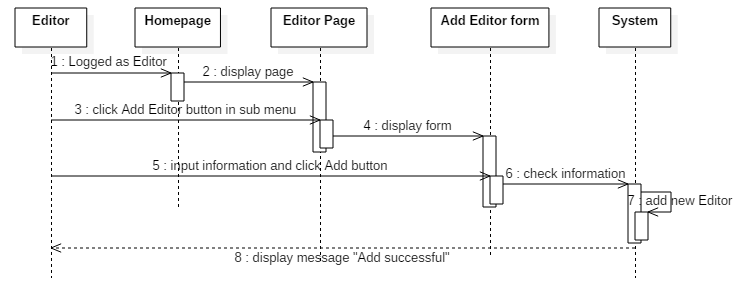 Editor
Homepage
Editor Page
Add Editor form
System
1 : Logged as Editor
2 : display page
3 : click Add Editor button in sub menu
4 : display form
5 : input information and click Add button
6 : check information
7 : add new Editor
8 : display message "Add successful"